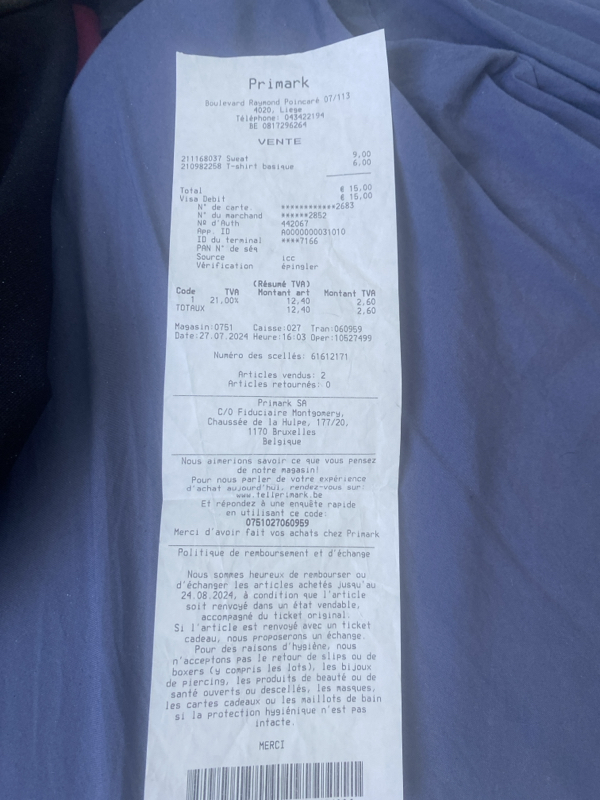 Primark
Boulevard Raymond Poincaré 07/113
4020, Liege
Téléphone: 043422194
BE 0817296264
VENTE
211168037 Sweat 9,00
210982258 T-shirt basique 6,00
Total € 15,00
Visa Debit € 15,00
N° de carte. ************2683
N° du marchand ******2852
Nº d'Auth 442067
App. ID A0000000031010
ID du terminal ****7166
PAN N° de séq
Source icc
Vérification épingler
(Résumé TVA)
Code TVA Montant art Montant TVA
1 21,00% 12,40 2,60
TOTAUX 12,40 2,60
Magasin:0751 Caisse:027 Tran:060959
Date:27.07.2024 Heure:16:03 Oper:10527499
Numéro des scellés: 61612171
Articles vendus: 2
Articles retournés: 0
Primark SA
C/O Fiduciaire Montgomery,
Chaussée de la Hulpe, 177/20,
1170 Bruxelles
Belgique
Nous aimerions savoir ce que vous pensez
de notre magasin!
Pour nous parler de votre expérience
d'achat aujourd'hui, rendez-vous sur:
www.tellprimark.be
Et répondez à une enquête rapide
en utilisant ce code:
0751027060959
Merci d'avoir fait vos achats chez Primark
Politique de remboursement et d'échange
Nous sommes heureux de rembourser ou
d'échanger les articles achetés jusqu'au
24.08.2024, à condition que l'article
soit renvoyé dans un état vendable,
accompagné du ticket original.
Si l'article est renvoyé avec un ticket
cadeau, nous proposerons un échange.
Pour des raisons d'hygiène, nous
n'acceptons pas le retour de slips ou de
boxers (y compris les lots), les bijoux
de piercing, les produits de beauté ou de
santé ouverts ou descellés, les masques,
les cartes cadeaux ou les maillots de bain
si la protection hygiénique n'est pas
intacte.
MERCI